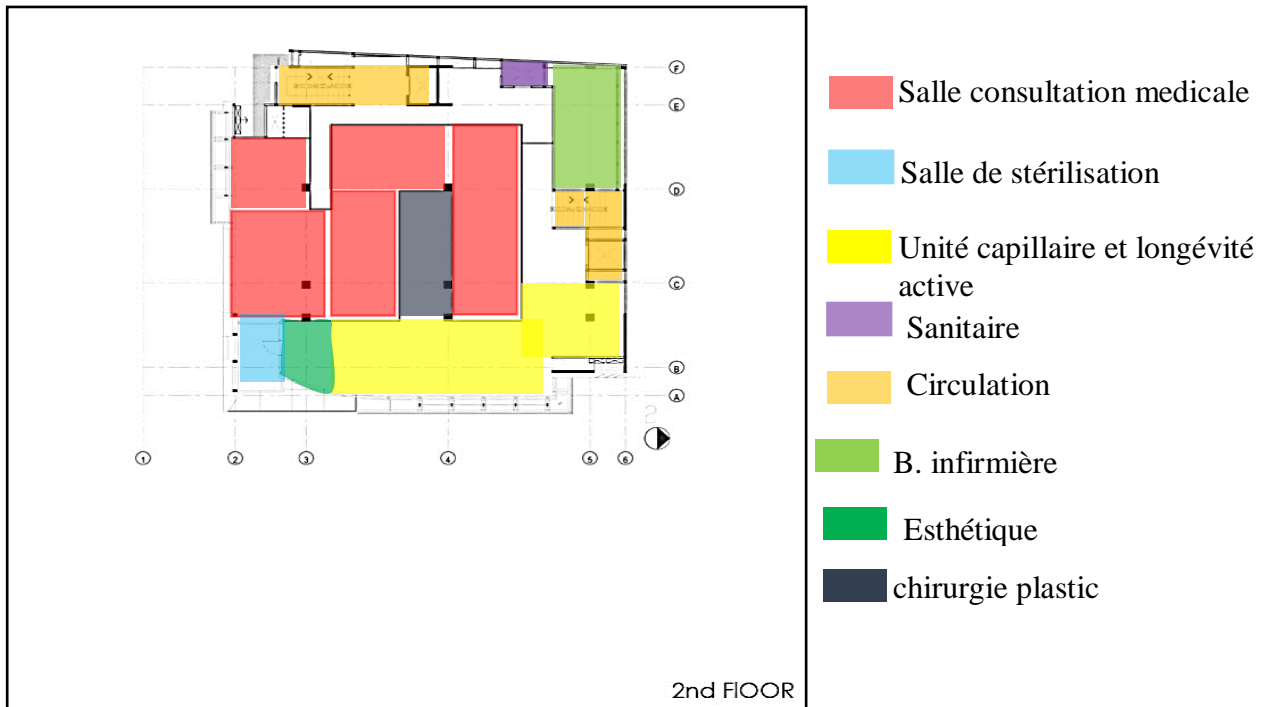 F
E
D
C
B
A
1 2 3 4 5 6
2
2nd FlOOR
Salle consultation medicale
Salle de stérilisation
Unité capillaire et longévité
active
Sanitaire
Circulation
B. infirmière
Esthétique
chirurgie plastic